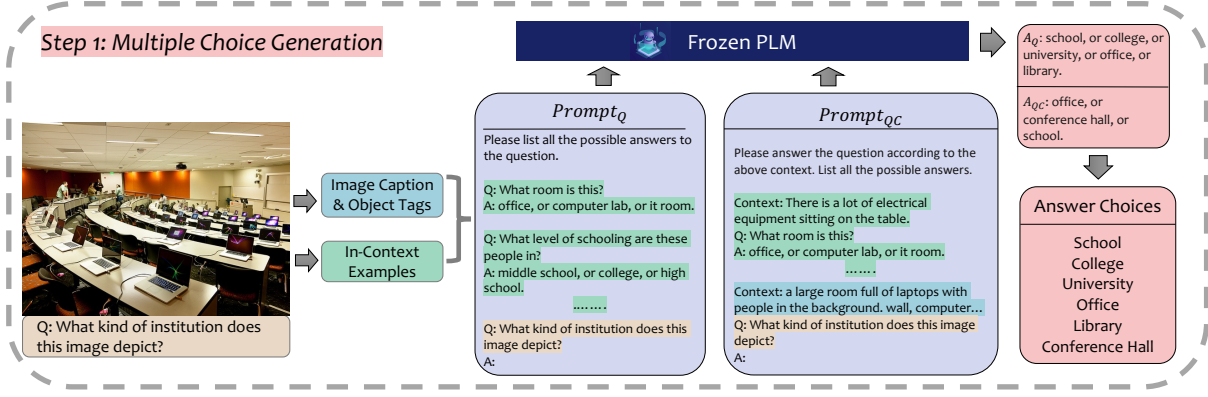 Step 1: Multiple Choice Generation
Q: What kind of institution does
this image depict?
Image Caption
& Object Tags
In-Context
Examples
Frozen PLM
Prompt_Q
Please list all the possible answers to
the question.
Q: What room is this?
A: office, or computer lab, or it room.
Q: What level of schooling are these
people in?
A: middle school, or college, or high
school.
.........
Q: What kind of institution does this
image depict?
A:
Prompt_QC
Please answer the question according to the
above context. List all the possible answers.
Context: There is a lot of electrical
equipment sitting on the table.
Q: What room is this?
A: office, or computer lab, or it room.
.......
Context: a large room full of laptops with
people in the background. wall, computer...
Q: What kind of institution does this image
depict?
A:
A_Q: school, or college, or
university, or office, or
library.
A_QC: office, or
conference hall, or
school.
Answer Choices
School
College
University
Office
Library
Conference Hall